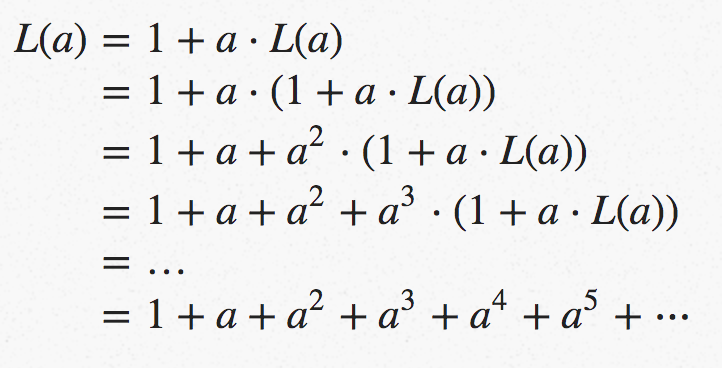 L(a) = 1 + a · L(a)
= 1 + a · (1 + a · L(a))
= 1 + a + a² · (1 + a · L(a))
= 1 + a + a² + a³ · (1 + a · L(a))
= …
= 1 + a + a² + a³ + a⁴ + a⁵ + ⋯